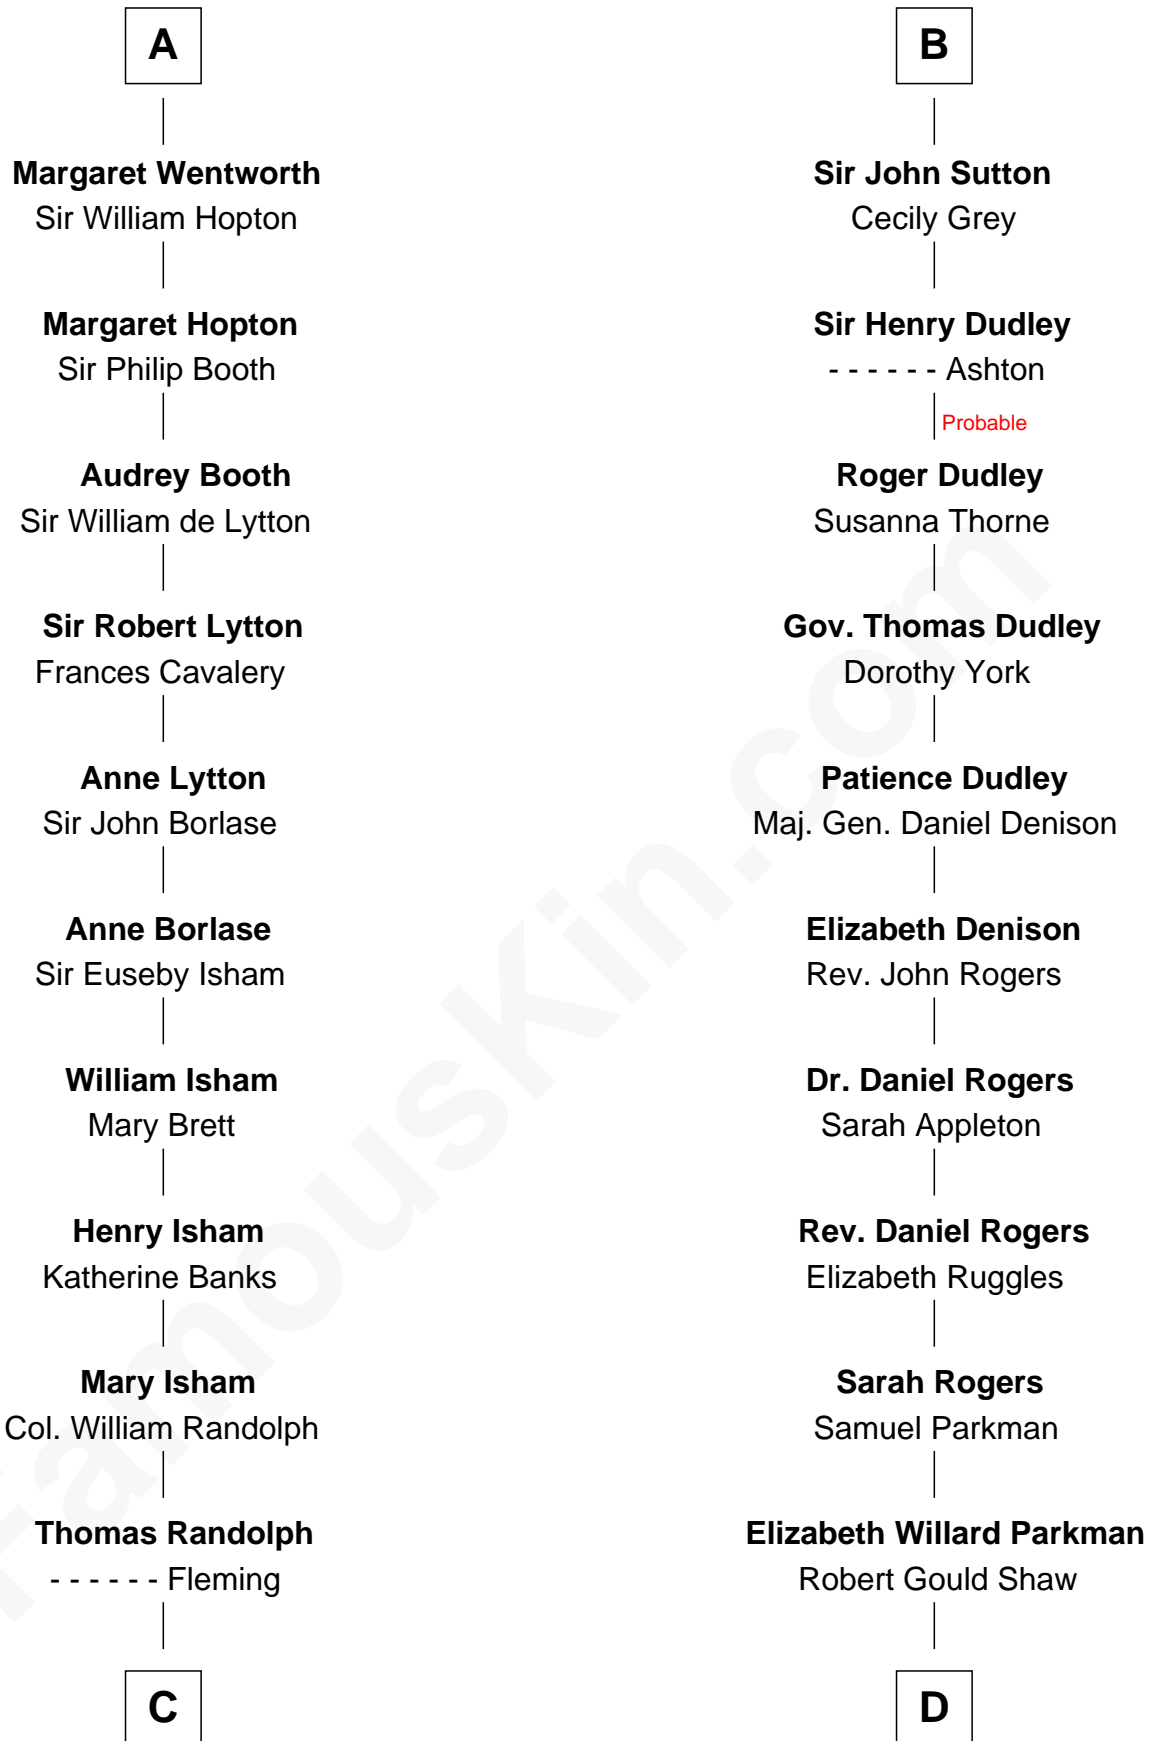 A
Margaret Wentworth
Sir William Hopton
Margaret Hopton
Sir Philip Booth
Audrey Booth
Sir William de Lytton
Sir Robert Lytton
Frances Cavalery
Anne Lytton
Sir John Borlase
Anne Borlase
Sir Euseby Isham
William Isham
Mary Brett
Henry Isham
Katherine Banks
Mary Isham
Col. William Randolph
Thomas Randolph
- - - - - - Fleming
C
B
Sir John Sutton
Cecily Grey
Sir Henry Dudley
- - - - - - Ashton
Probable
Roger Dudley
Susanna Thorne
Gov. Thomas Dudley
Dorothy York
Patience Dudley
Maj. Gen. Daniel Denison
Elizabeth Denison
Rev. John Rogers
Dr. Daniel Rogers
Sarah Appleton
Rev. Daniel Rogers
Elizabeth Ruggles
Sarah Rogers
Samuel Parkman
Elizabeth Willard Parkman
Robert Gould Shaw
D
FamousKin.com